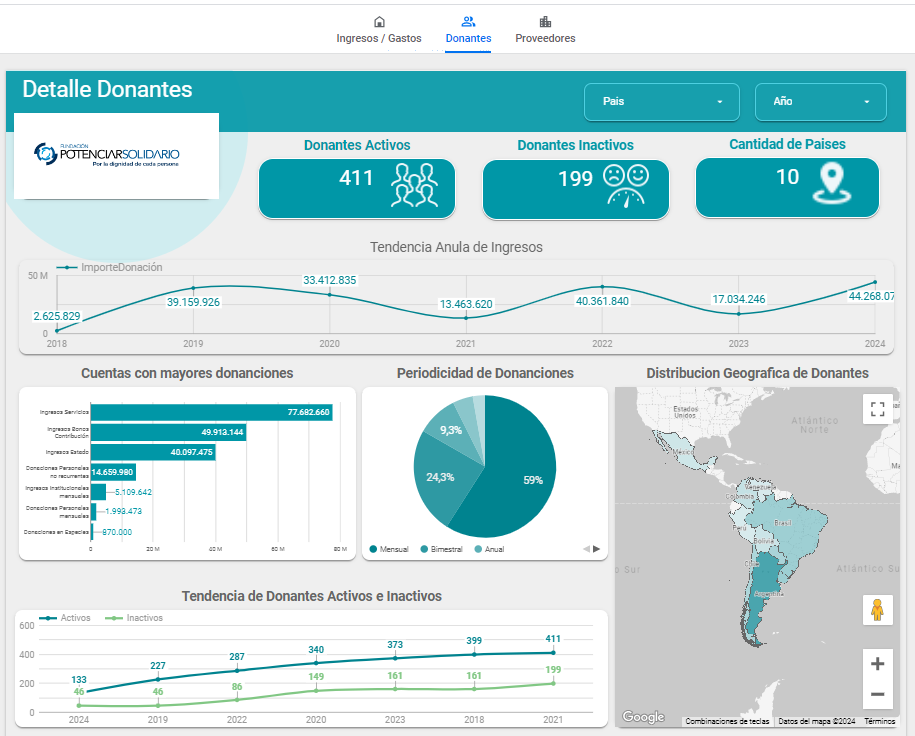 Ingresos / Gastos
Donantes
Proveedores
Detalle Donantes
Pais
Año
FUNDACIÓN
POTENCIARSOLIDARIO
Por la dignidad de cada persona
Donantes Activos
411
Donantes Inactivos
199
Cantidad de Paises
10
Tendencia Anula de Ingresos
ImporteDonación
50 M
0
2.625.829
39.159.926
33.412.835
13.463.620
40.361.840
17.034.246
44.268.07
2018
2019
2020
2021
2022
2023
2024
Cuentas con mayores donanciones
Ingresos Servicios
77.682.660
Ingresos Bonos
Contribución
49.913.144
Ingresos Estado
40.097.475
Donaciones Personales
no recurrentes
14.659.980
Ingresos Institucionales
mensuales
5.109.642
Donaciones Personales
mensuales
1.993.473
Donaciones en Especies
970.000
0
20 M
40 M
60 M
80 M
Periodicidad de Donanciones
9,3%
24,3%
59%
Mensual
Bimestral
Anual
Distribucion Geografica de Donantes
Estados
Unidos
Atlántico
Norte
México
Venezuela
Colombia
Perú
Brasil
Bolivia
Chile
Argentina
o Sur
Atlántico Su
Google
Combinaciones de teclas
Datos del mapa ©2024
Términos
Tendencia de Donantes Activos e Inactivos
Activos
Inactivos
600
400
200
0
133
227
287
340
373
399
411
46
46
86
149
161
161
199
2024
2019
2022
2020
2023
2018
2021